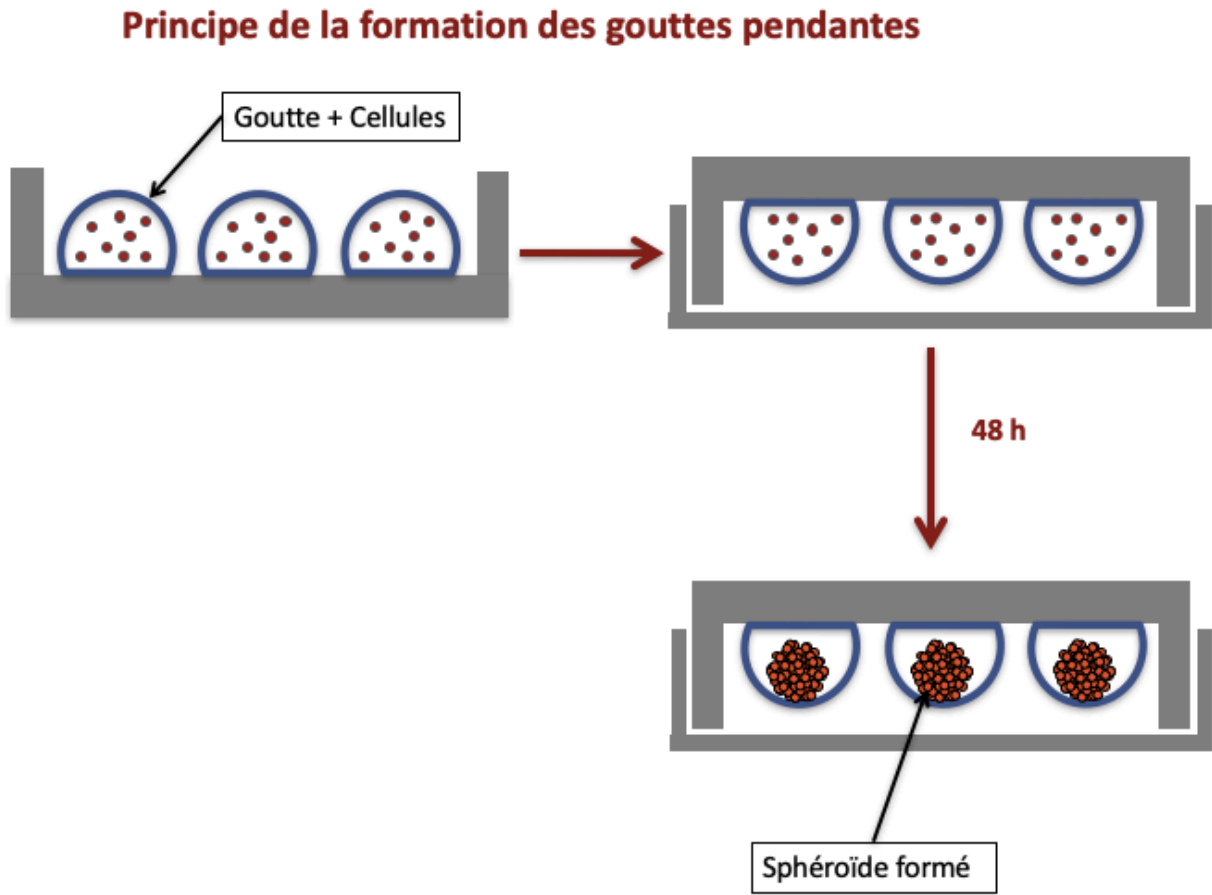 Principe de la formation des gouttes pendantes
Goutte + Cellules
48 h
Sphéroïde formé